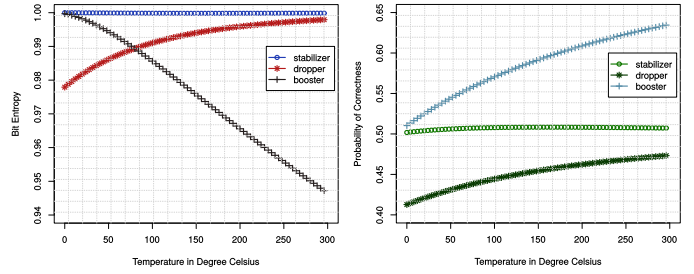 1.00
0.99
0.98
0.97
0.96
0.95
0.94
Bit Entropy
stabilizer
dropper
booster
0 50 100 150 200 250 300
Temperature in Degree Celsius
0.65
0.60
0.55
0.50
0.45
0.40
Probability of Correctness
stabilizer
dropper
booster
0 50 100 150 200 250 300
Temperature in Degree Celsius